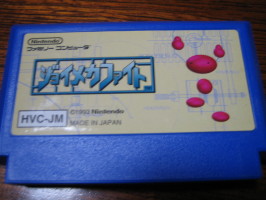 Nintendo
ファミリー コンピュータ
ジョイメカファイト
HVC-JM
©1993 Nintendo
MADE IN JAPAN